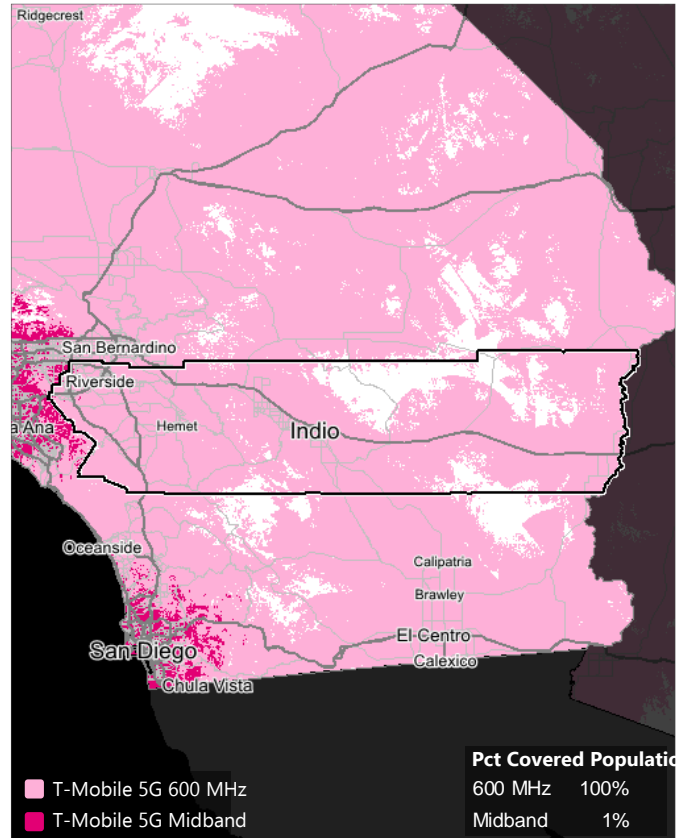 Ridgecrest
San Bernardino
Riverside
a Ana
Hemet
Indio
Oceanside
Calipatria
Brawley
San Diego
El Centro
Calexico
Chula Vista
Pct Covered Populatio
T-Mobile 5G 600 MHz
600 MHz 100%
T-Mobile 5G Midband
Midband 1%